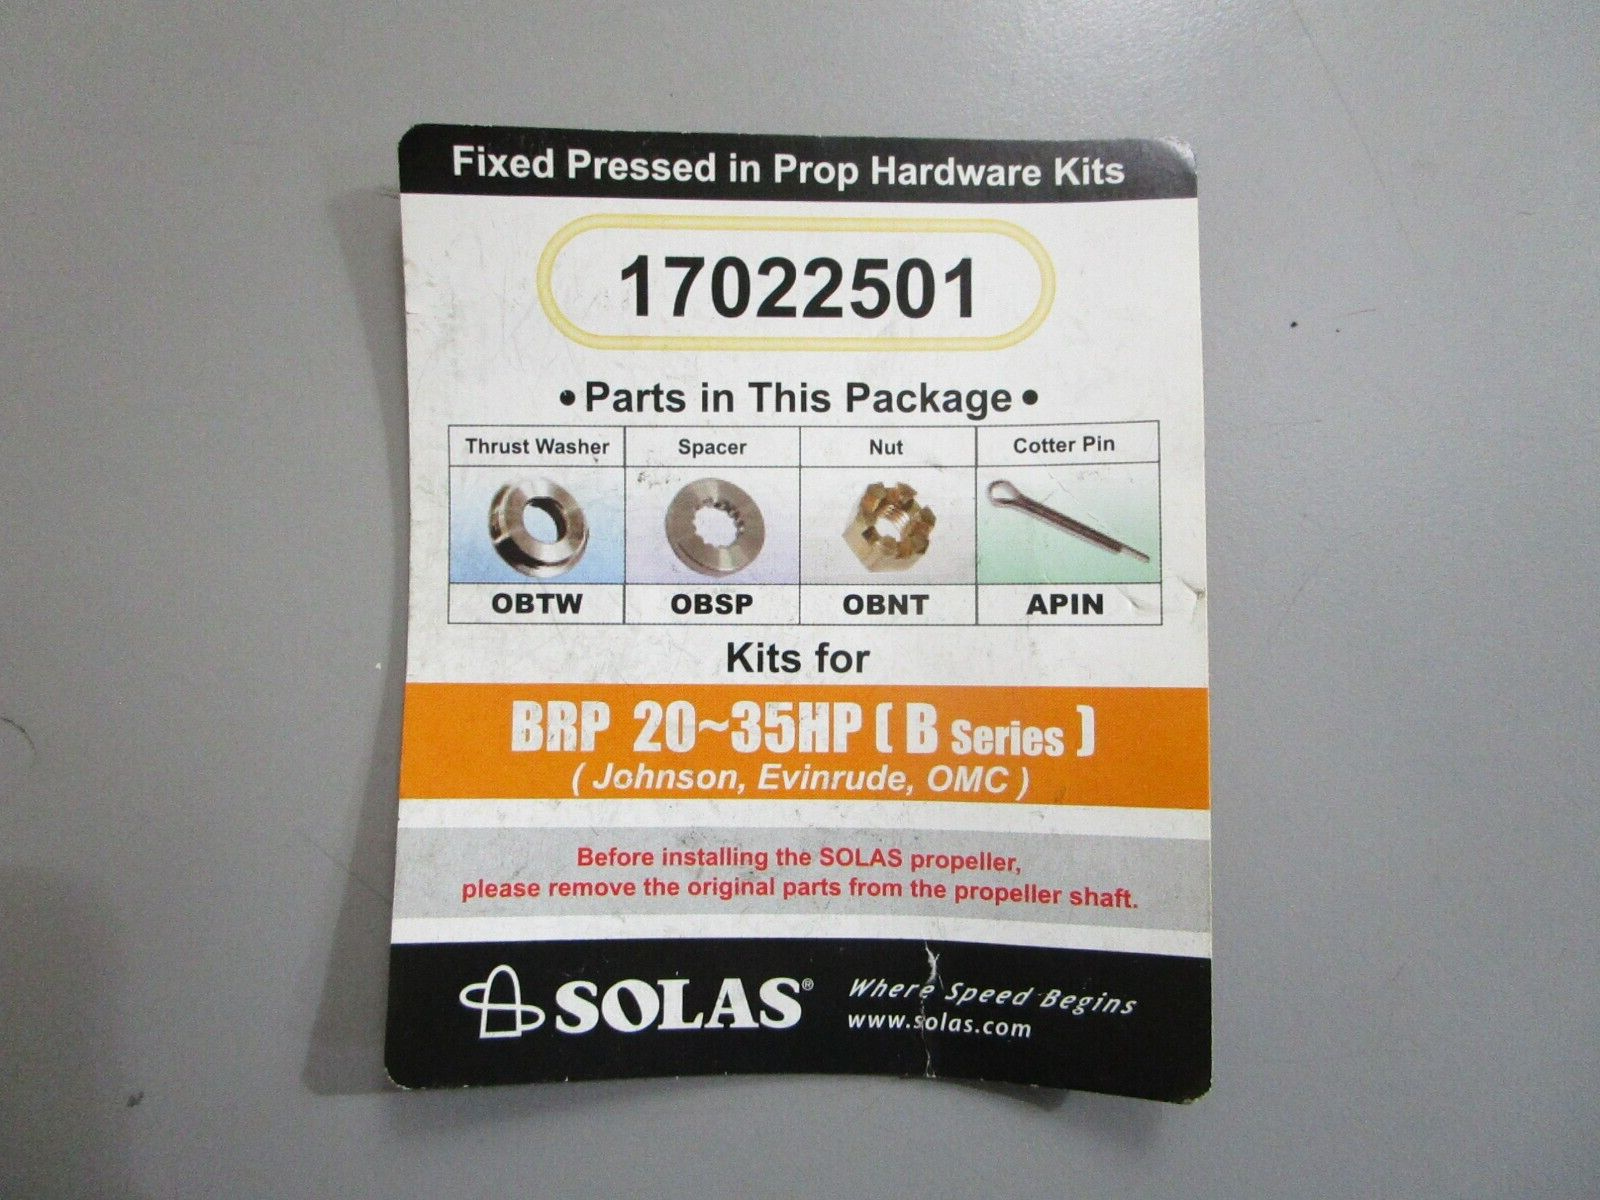 Fixed Pressed in Prop Hardware Kits
17022501
• Parts in This Package •
Thrust Washer Spacer Nut Cotter Pin
OBTW OBSP OBNT APIN
Kits for
BRP 20~35HP ( B Series )
( Johnson, Evinrude, OMC )
Before installing the SOLAS propeller,
please remove the original parts from the propeller shaft.
SOLAS® Where Speed Begins
www.solas.com